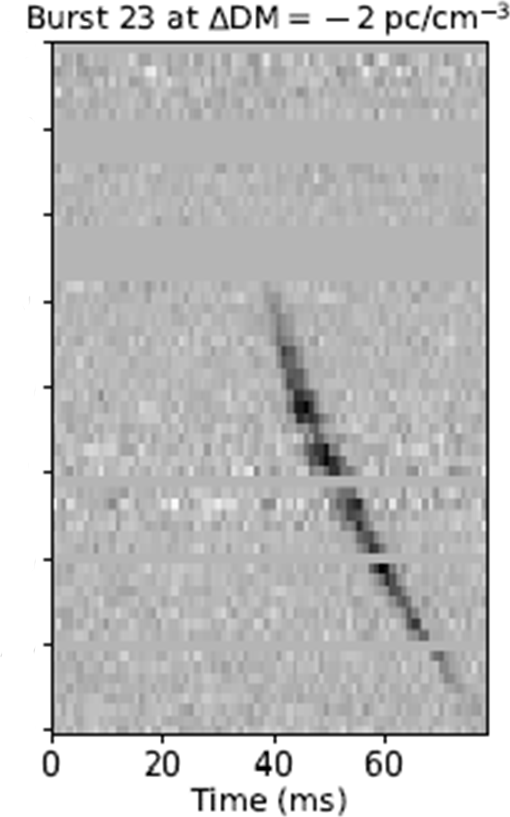 Burst 23 at ΔDM = −2 pc/cm⁻³
0 20 40 60
Time (ms)